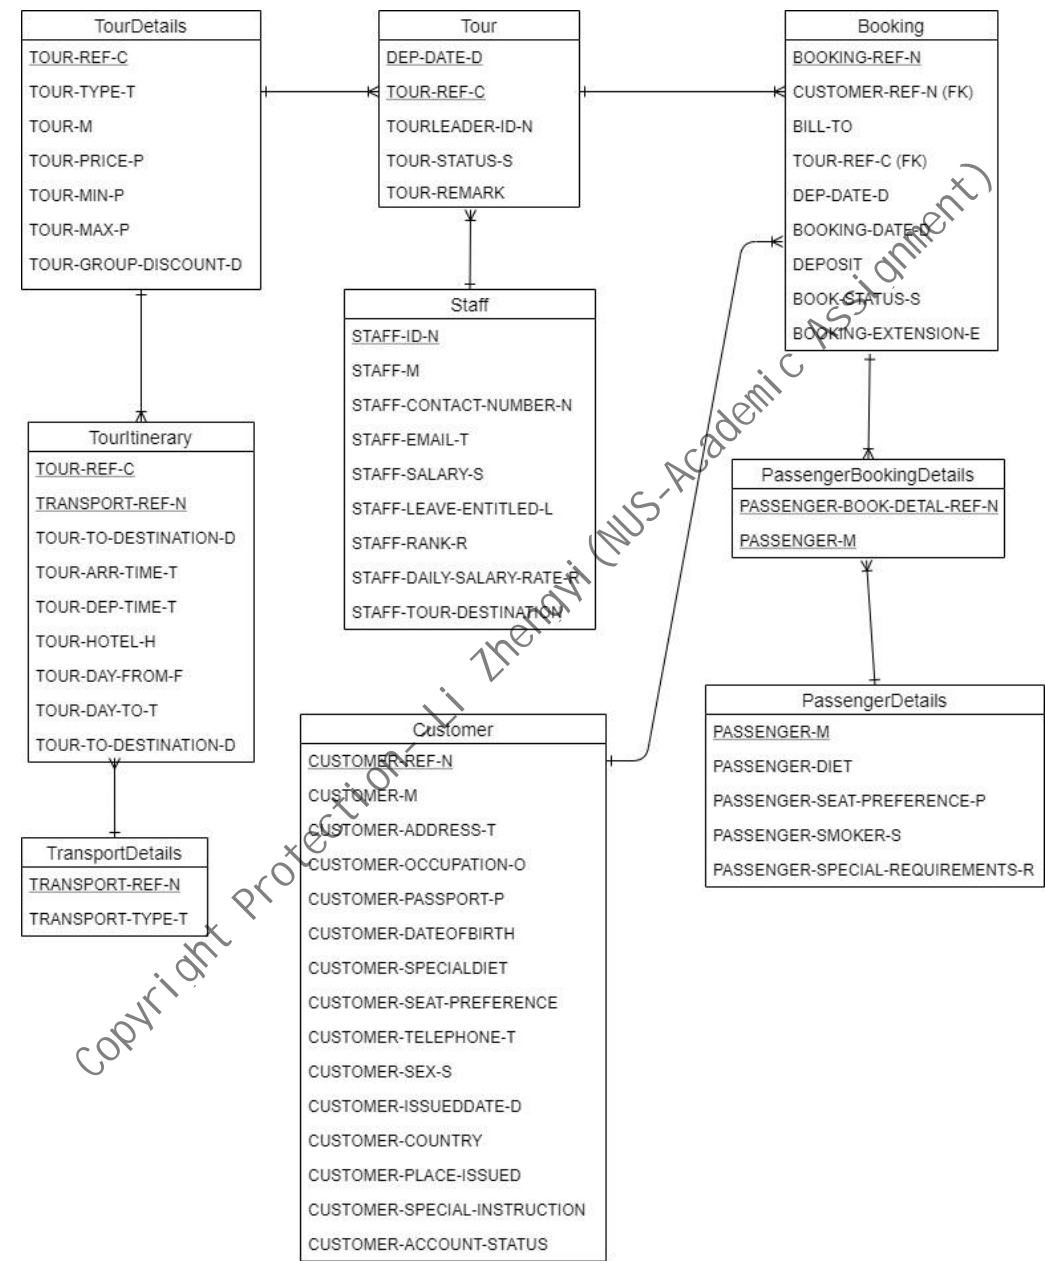 TourDetails
TOUR-REF-C
TOUR-TYPE-T
TOUR-M
TOUR-PRICE-P
TOUR-MIN-P
TOUR-MAX-P
TOUR-GROUP-DISCOUNT-D
Tour
DEP-DATE-D
TOUR-REF-C
TOURLEADER-ID-N
TOUR-STATUS-S
TOUR-REMARK
Booking
BOOKING-REF-N
CUSTOMER-REF-N (FK)
BILL-TO
TOUR-REF-C (FK)
DEP-DATE-D
BOOKING-DATE-D
DEPOSIT
BOOK-STATUS-S
BOOKING-EXTENSION-E
Staff
STAFF-ID-N
STAFF-M
STAFF-CONTACT-NUMBER-N
STAFF-EMAIL-T
STAFF-SALARY-S
STAFF-LEAVE-ENTITLED-L
STAFF-RANK-R
STAFF-DAILY-SALARY-RATE-R
STAFF-TOUR-DESTINATION
TourItinerary
TOUR-REF-C
TRANSPORT-REF-N
TOUR-TO-DESTINATION-D
TOUR-ARR-TIME-T
TOUR-DEP-TIME-T
TOUR-HOTEL-H
TOUR-DAY-FROM-F
TOUR-DAY-TO-T
TOUR-TO-DESTINATION-D
PassengerBookingDetails
PASSENGER-BOOK-DETAL-REF-N
PASSENGER-M
PassengerDetails
PASSENGER-M
PASSENGER-DIET
PASSENGER-SEAT-PREFERENCE-P
PASSENGER-SMOKER-S
PASSENGER-SPECIAL-REQUIREMENTS-R
Customer
CUSTOMER-REF-N
CUSTOMER-M
CUSTOMER-ADDRESS-T
CUSTOMER-OCCUPATION-O
CUSTOMER-PASSPORT-P
CUSTOMER-DATEOFBIRTH
CUSTOMER-SPECIALDIET
CUSTOMER-SEAT-PREFERENCE
CUSTOMER-TELEPHONE-T
CUSTOMER-SEX-S
CUSTOMER-ISSUEDDATE-D
CUSTOMER-COUNTRY
CUSTOMER-PLACE-ISSUED
CUSTOMER-SPECIAL-INSTRUCTION
CUSTOMER-ACCOUNT-STATUS
TransportDetails
TRANSPORT-REF-N
TRANSPORT-TYPE-T
Copyright Protection--Li Zhengyi(NUS-Academic Assignment)